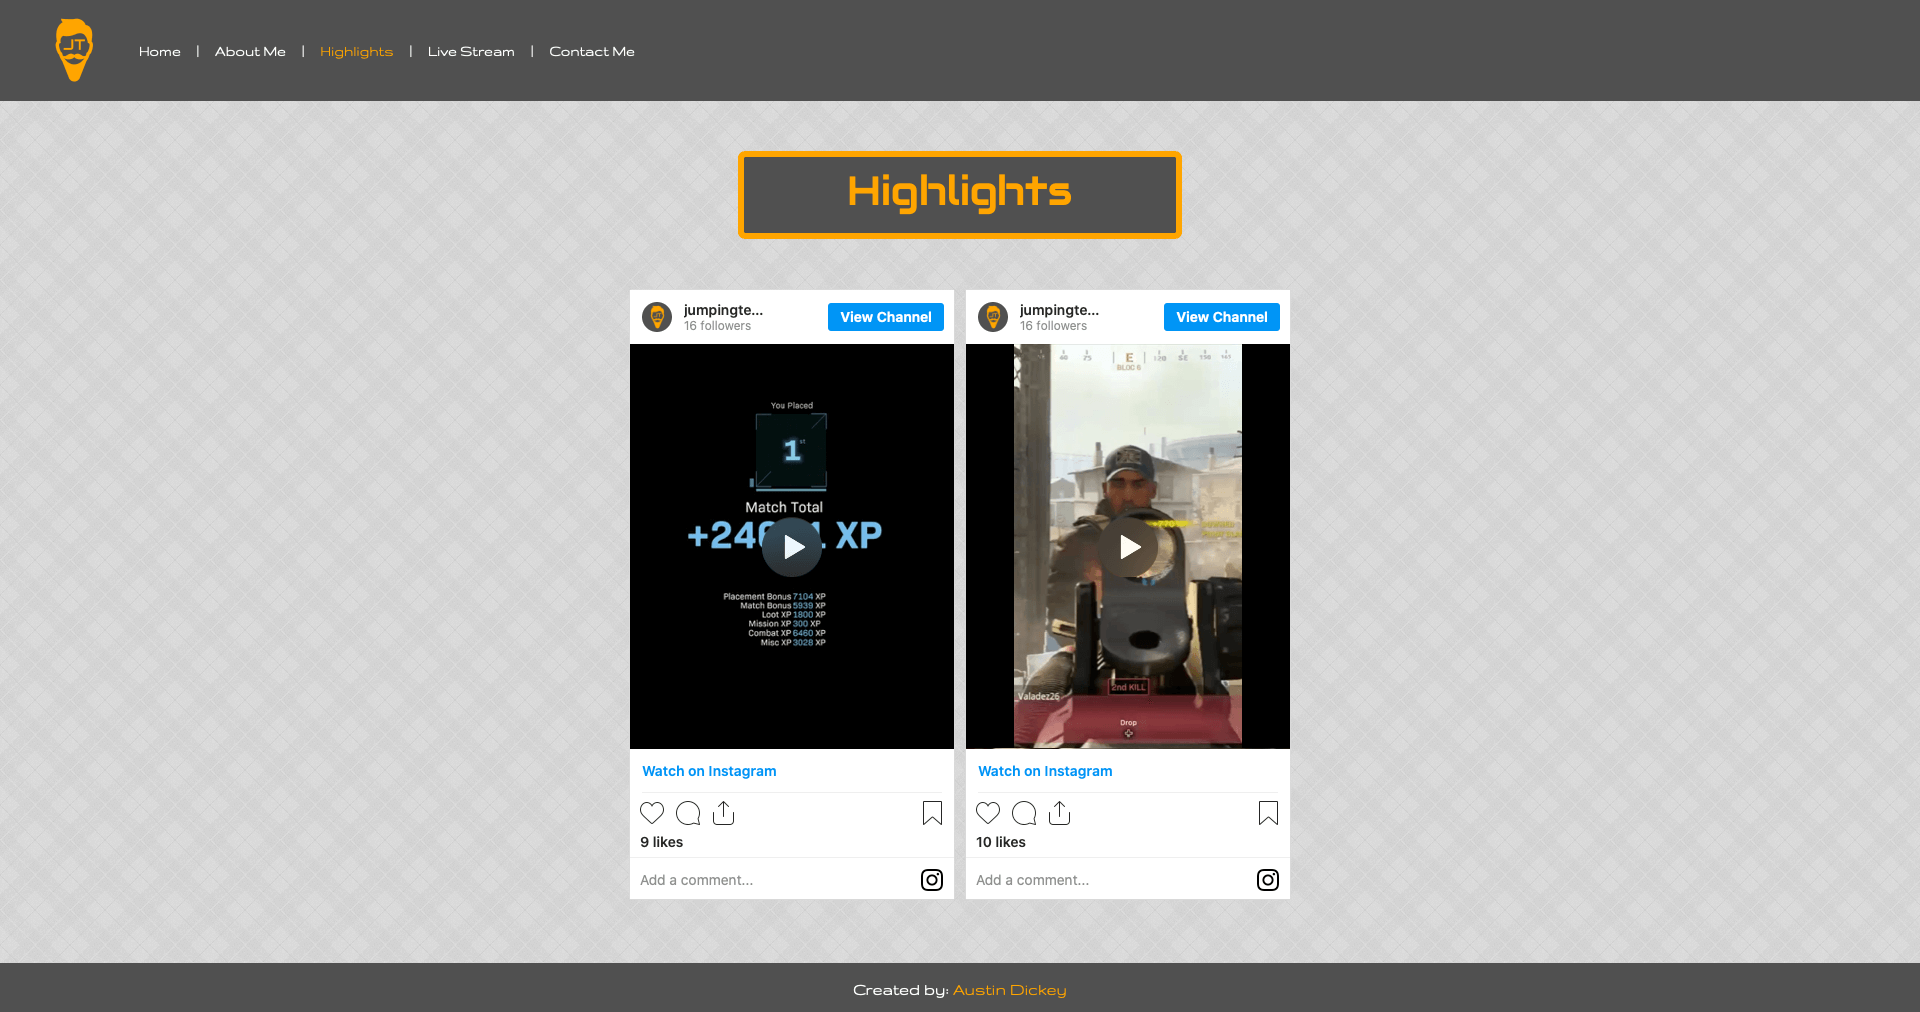 JT
Home | About Me | Highlights | Live Stream | Contact Me
Highlights
jumpingte...
16 followers
View Channel
You Placed
1st
Match Total
XP
Placement Bonus 7104 XP
Match Bonus 5939 XP
Loot XP 1800 XP
Mission XP 300 XP
Combat XP 6460 XP
Misc XP 3028 XP
Watch on Instagram
9 likes
Add a comment...
jumpingte...
16 followers
View Channel
E
BLOC 6
2nd KILL
Valadez26
Drop
Watch on Instagram
10 likes
Add a comment...
Created by: Austin Dickey